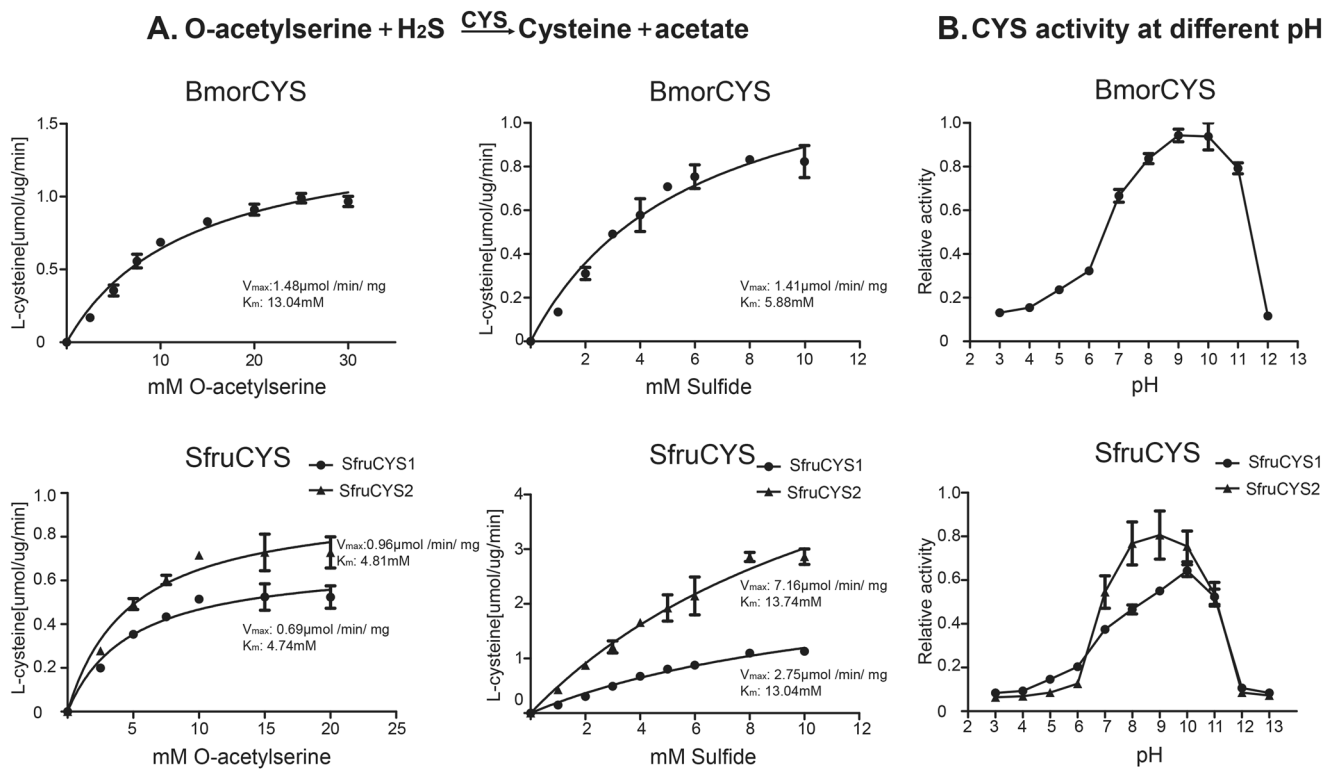 A. O-acetylserine + H2S CYS Cysteine + acetate
B. CYS activity at different pH
BmorCYS
L-cysteine[umol/ug/min]
1.5
1.0
0.5
0
10 20 30
mM O-acetylserine
Vmax:1.48µmol /min/ mg
Km: 13.04mM
BmorCYS
L-cysteine[umol/ug/min]
1.0
0.8
0.6
0.4
0.2
0
2 4 6 8 10 12
mM Sulfide
Vmax: 1.41µmol /min/ mg
Km: 5.88mM
BmorCYS
Relative activity
1.0
0.8
0.6
0.4
0.2
0
2 3 4 5 6 7 8 9 10 11 12 13
pH
SfruCYS
SfruCYS1
SfruCYS2
L-cysteine[umol/ug/min]
1.0
0.8
0.6
0.4
0.2
0
5 10 15 20 25
mM O-acetylserine
Vmax:0.96µmol /min/ mg
Km: 4.81mM
Vmax: 0.69µmol /min/ mg
Km: 4.74mM
SfruCYS
SfruCYS1
SfruCYS2
L-cysteine[umol/ug/min]
4
3
2
1
0
0
2 4 6 8 10 12
mM Sulfide
Vmax: 7.16µmol /min/ mg
Km: 13.74mM
Vmax: 2.75µmol /min/ mg
Km: 13.04mM
SfruCYS
SfruCYS1
SfruCYS2
Relative activity
1.0
0.8
0.6
0.4
0.2
0
2 3 4 5 6 7 8 9 10 11 12 13
pH